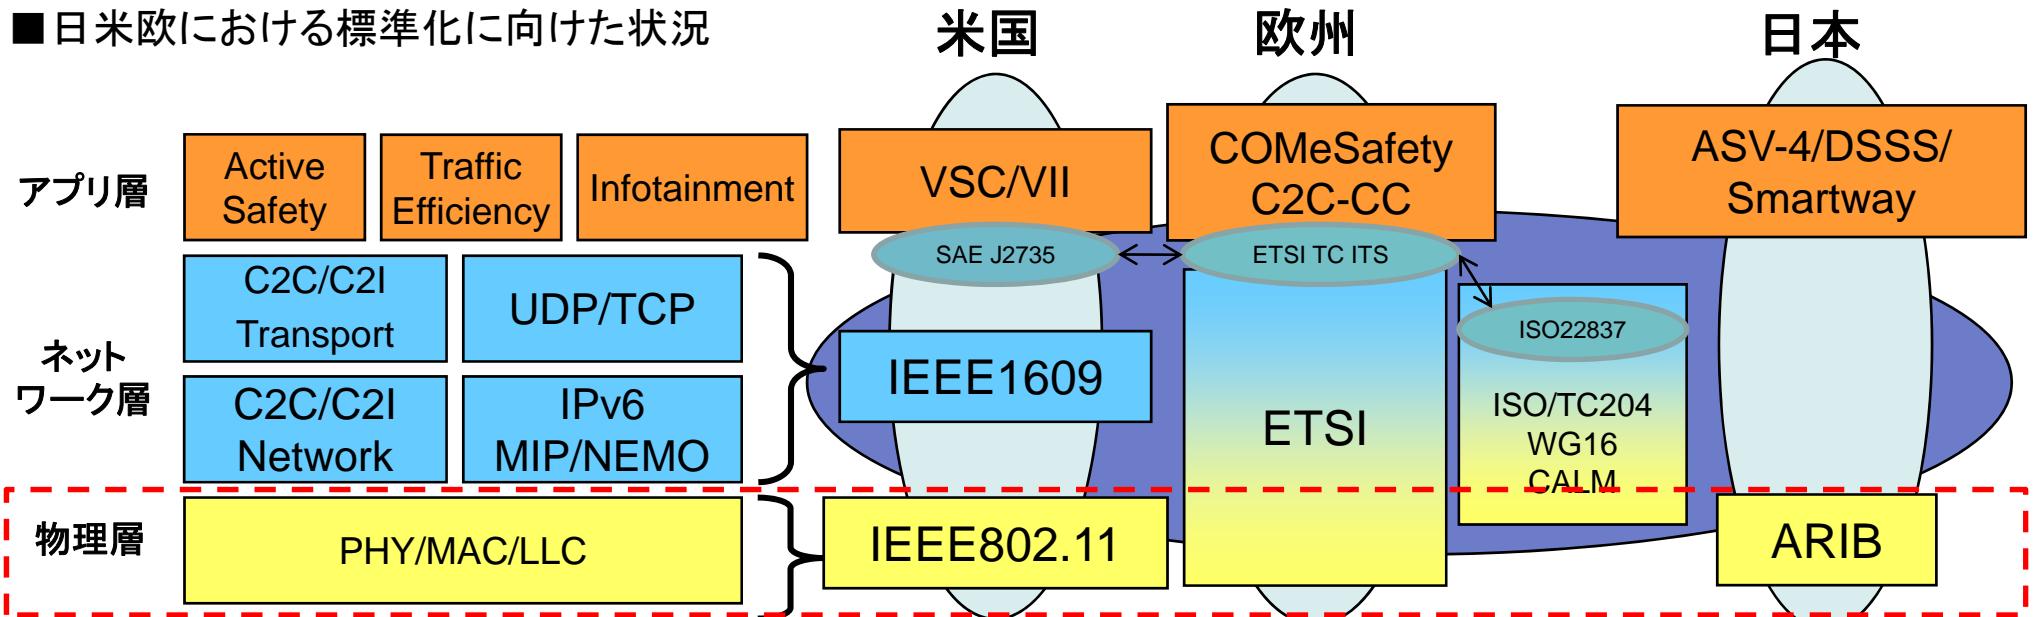 ■日米欧における標準化に向けた状況
米国
欧州
日本
アプリ層
Active
Safety
Traffic
Efficiency
Infotainment
VSC/VII
COMeSafety
C2C-CC
ASV-4/DSSS/
Smartway
SAE J2735
ETSI TC ITS
ネット
ワーク層
C2C/C2I
Transport
UDP/TCP
C2C/C2I
Network
IPv6
MIP/NEMO
IEEE1609
ETSI
ISO22837
ISO/TC204
WG16
CALM
物理層
PHY/MAC/LLC
IEEE802.11
ARIB